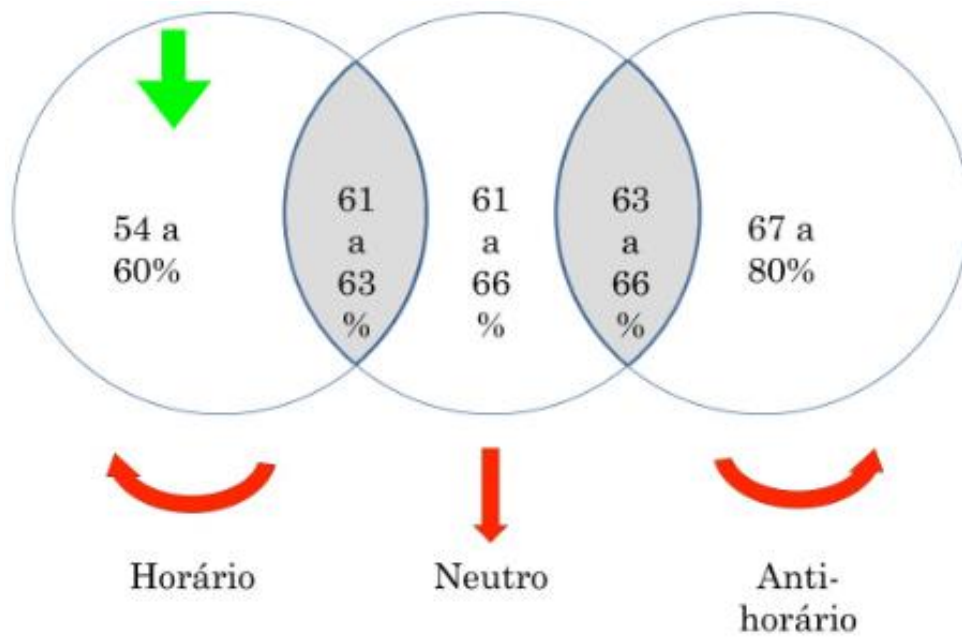 54 a
60%
61
a
63
%
61
a
66
%
63
a
66
%
67 a
80%
Horário
Neutro
Anti-
horário